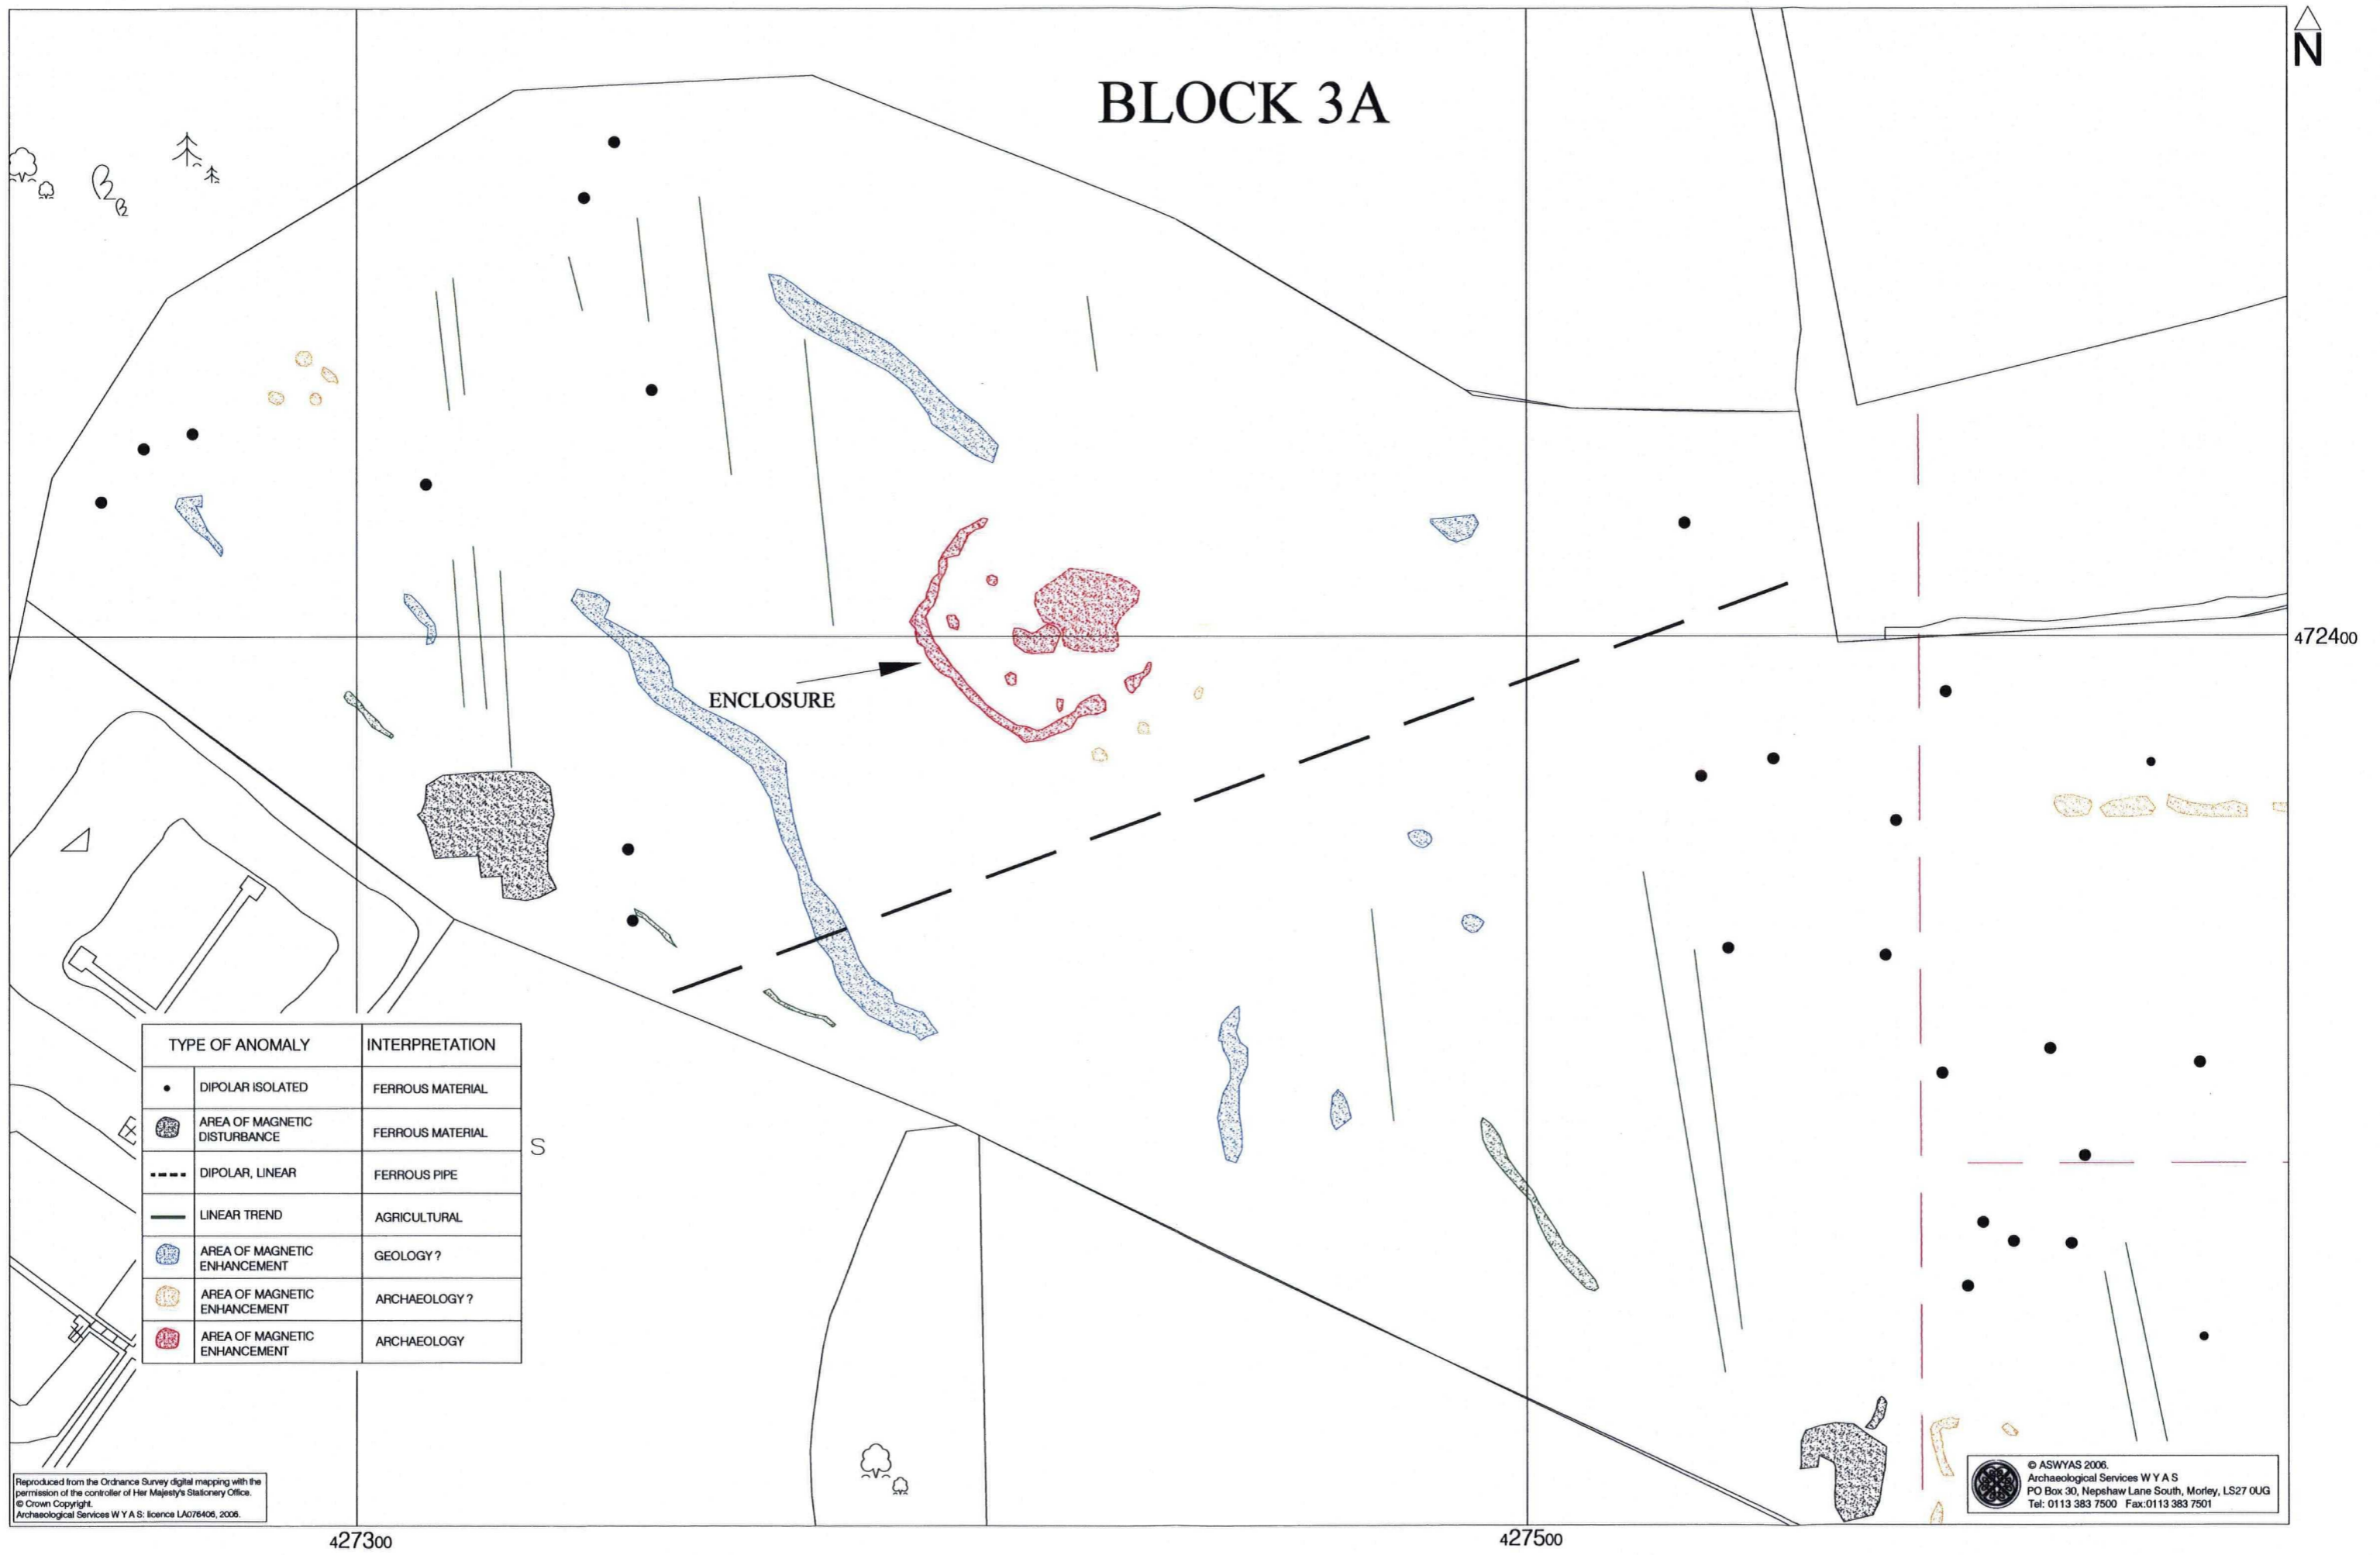 N
BLOCK 3A
47240₀₀
ENCLOSURE
TYPE OF ANOMALY INTERPRETATION
DIPOLAR ISOLATED FERROUS MATERIAL
AREA OF MAGNETIC
DISTURBANCE FERROUS MATERIAL
DIPOLAR, LINEAR FERROUS PIPE
LINEAR TREND AGRICULTURAL
AREA OF MAGNETIC
ENHANCEMENT GEOLOGY?
AREA OF MAGNETIC
ENHANCEMENT ARCHAEOLOGY?
AREA OF MAGNETIC
ENHANCEMENT ARCHAEOLOGY
S
Reproduced from the Ordnance Survey digital mapping with the
permission of the controller of Her Majesty's Stationery Office.
© Crown Copyright.
Archaeological Services W Y A S: licence LA076406, 2006.
© ASWYAS 2006.
Archaeological Services W Y A S
PO Box 30, Nepshaw Lane South, Morley, LS27 0UG
Tel: 0113 383 7500 Fax:0113 383 7501
427300
427500